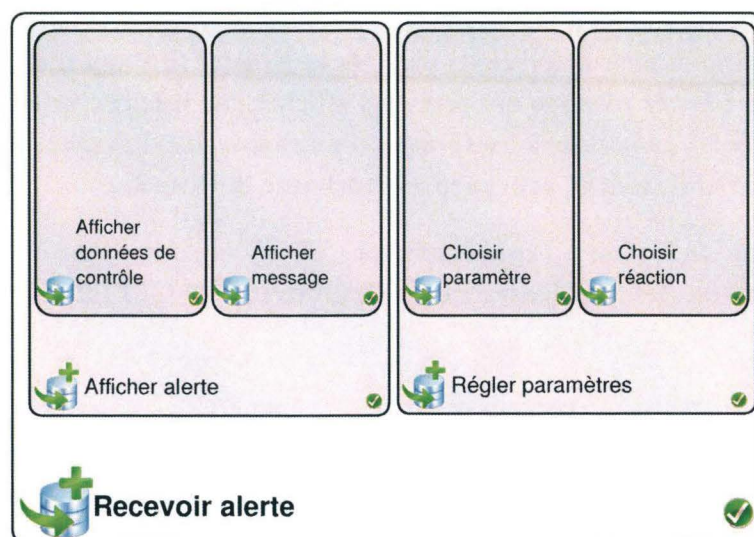 Afficher
données de
contrôle
Afficher
message
Choisir
paramètre
Choisir
réaction
Afficher alerte
Régler paramètres
Recevoir alerte